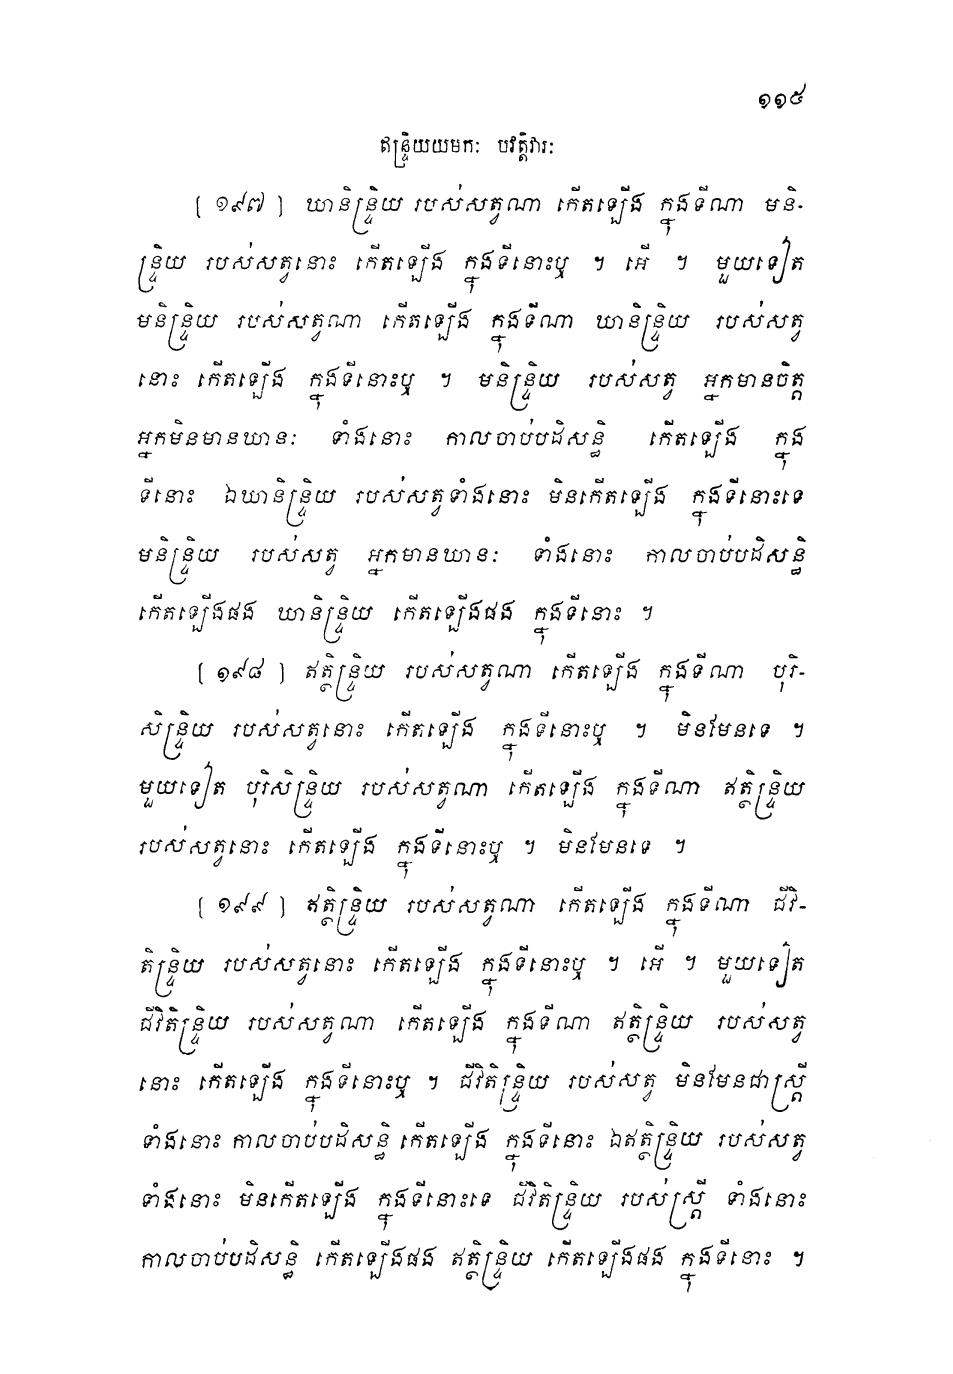 ១១៥
ឥន្ទ្រិយយមកៈ បវត្តិវារៈ
[ ១៩៧ ] ឃានិន្ទ្រិយ របស់សត្វណា កើតឡើង ក្នុងទីណា មនិ-
ន្ទ្រិយ របស់សត្វនោះ កើតឡើង ក្នុងទីនោះឬ ។ អើ ។ មួយទៀត
មនិន្ទ្រិយ របស់សត្វណា កើតឡើង ក្នុងទីណា ឃានិន្ទ្រិយ របស់សត្វ
នោះ កើតឡើង ក្នុងទីនោះឬ ។ មនិន្ទ្រិយ របស់សត្វ អ្នកមានចិត្ត
អ្នកមិនមានឃានៈ ទាំងនោះ កាលចាប់បដិសន្ធិ កើតឡើង ក្នុង
ទីនោះ ឯឃានិន្ទ្រិយ របស់សត្វទាំងនោះ មិនកើតឡើង ក្នុងទីនោះទេ
មនិន្ទ្រិយ របស់សត្វ អ្នកមានឃានៈ ទាំងនោះ កាលចាប់បដិសន្ធិ
កើតឡើងផង ឃានិន្ទ្រិយ កើតឡើងផង ក្នុងទីនោះ ។
[ ១៩៨ ] ឥត្ថិន្ទ្រិយ របស់សត្វណា កើតឡើង ក្នុងទីណា បុរិ-
សិន្ទ្រិយ របស់សត្វនោះ កើតឡើង ក្នុងទីនោះឬ ។ មិនមែនទេ ។
មួយទៀត បុរិសិន្ទ្រិយ របស់សត្វណា កើតឡើង ក្នុងទីណា ឥត្ថិន្ទ្រិយ
របស់សត្វនោះ កើតឡើង ក្នុងទីនោះឬ ។ មិនមែនទេ ។
[ ១៩៩ ] ឥត្ថិន្ទ្រិយ របស់សត្វណា កើតឡើង ក្នុងទីណា ជីវិ-
តិន្ទ្រិយ របស់សត្វនោះ កើតឡើង ក្នុងទីនោះឬ ។ អើ ។ មួយទៀត
ជីវិតិន្ទ្រិយ របស់សត្វណា កើតឡើង ក្នុងទីណា ឥត្ថិន្ទ្រិយ របស់សត្វ
នោះ កើតឡើង ក្នុងទីនោះឬ ។ ជីវិតិន្ទ្រិយ របស់សត្វ មិនមែនជាស្ត្រី
ទាំងនោះ កាលចាប់បដិសន្ធិ កើតឡើង ក្នុងទីនោះ ឯឥត្ថិន្ទ្រិយ របស់សត្វ
ទាំងនោះ មិនកើតឡើង ក្នុងទីនោះទេ ជីវិតិន្ទ្រិយ របស់ស្ត្រី ទាំងនោះ
កាលចាប់បដិសន្ធិ កើតឡើងផង ឥត្ថិន្ទ្រិយ កើតឡើងផង ក្នុងទីនោះ ។